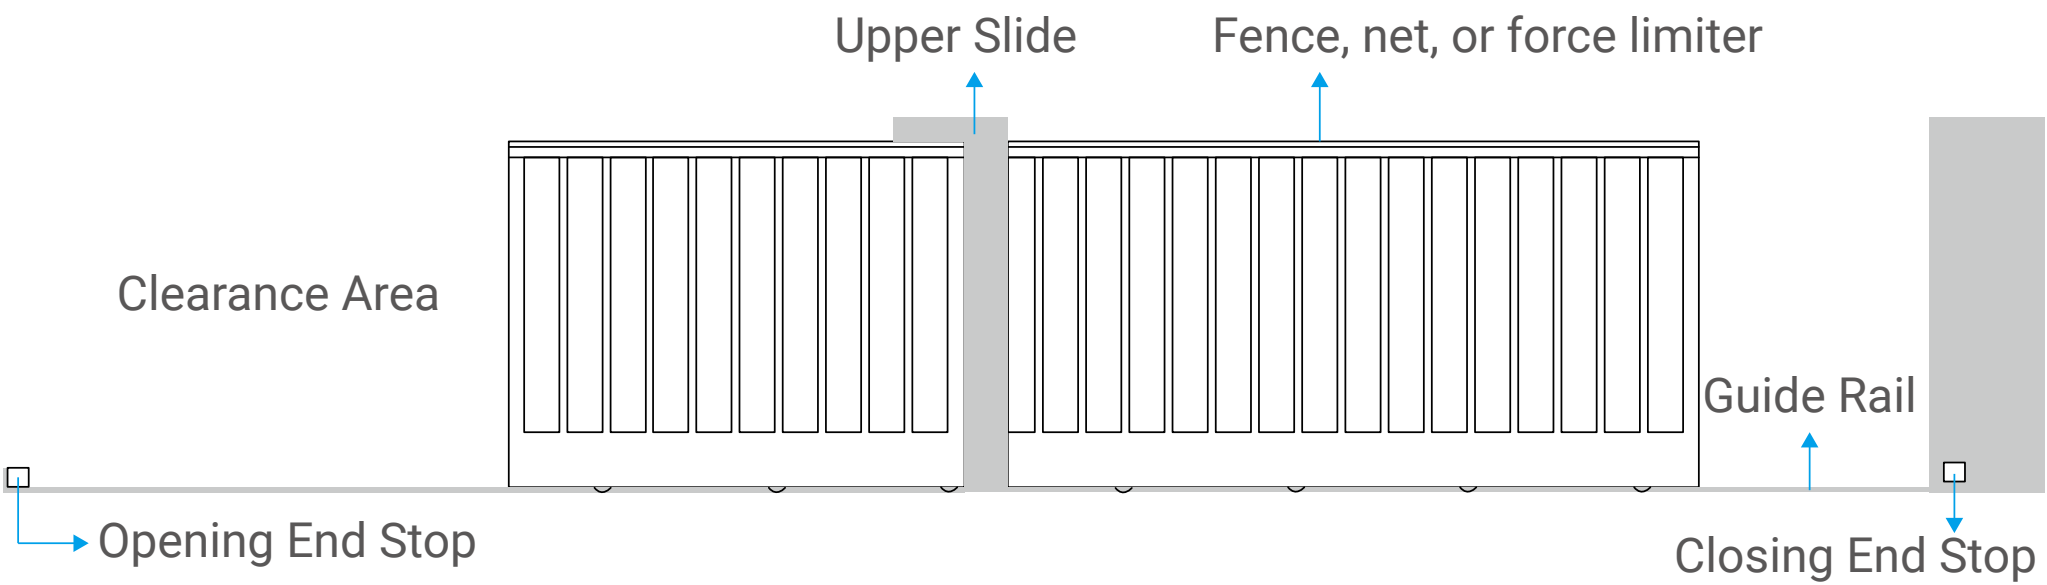 Upper Slide
Fence, net, or force limiter
Clearance Area
Guide Rail
Opening End Stop
Closing End Stop